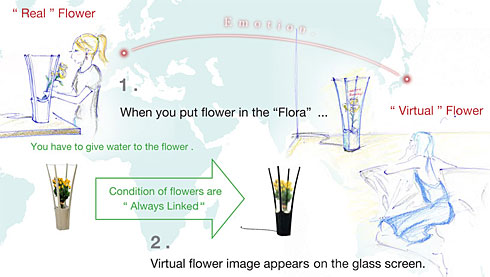 “ Real ” Flower
Emotion.
1 .
When you put flower in the “Flora” ...
“ Virtual ” Flower
You have to give water to the flower .
Condition of flowers are
“ Always Linked “
2 .
Virtual flower image appears on the glass screen.